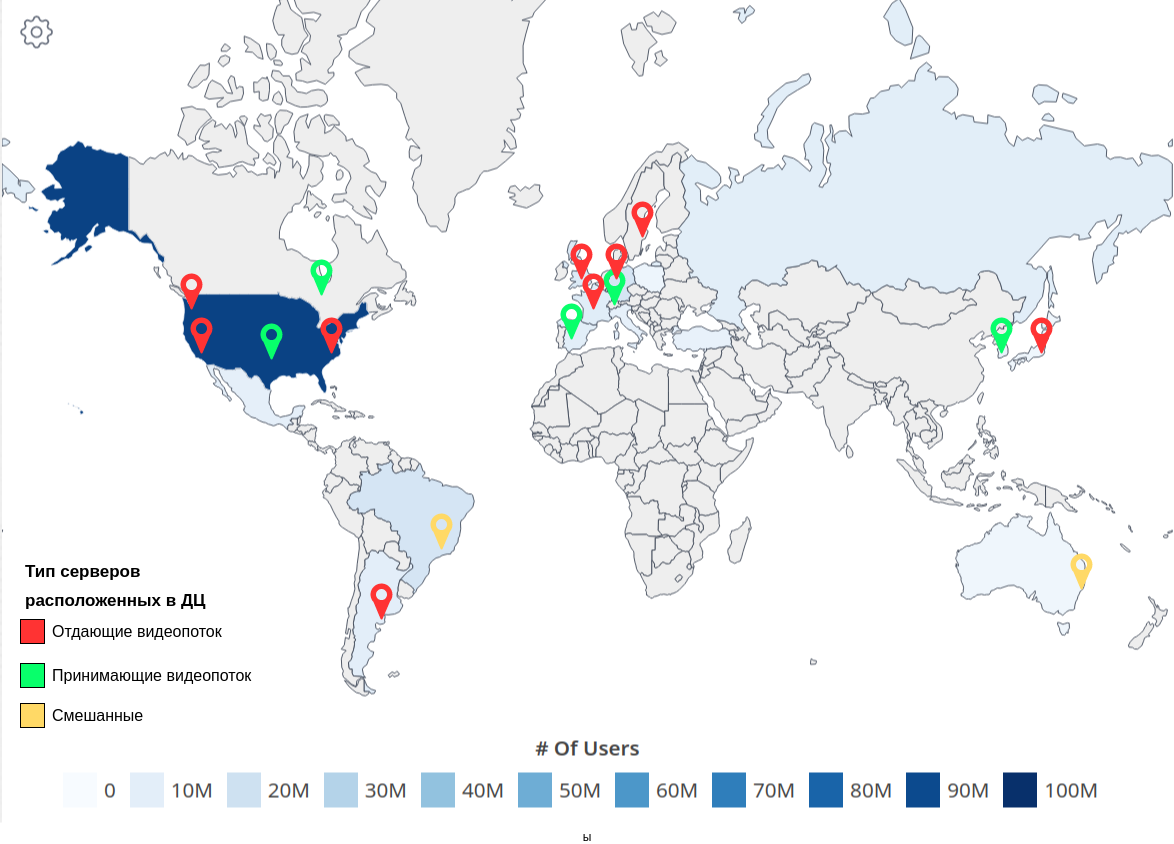 Тип серверов
расположенных в ДЦ
Отдающие видеопоток
Принимающие видеопоток
Смешанные
# Of Users
0 10M 20M 30M 40M 50M 60M 70M 80M 90M 100M
ы